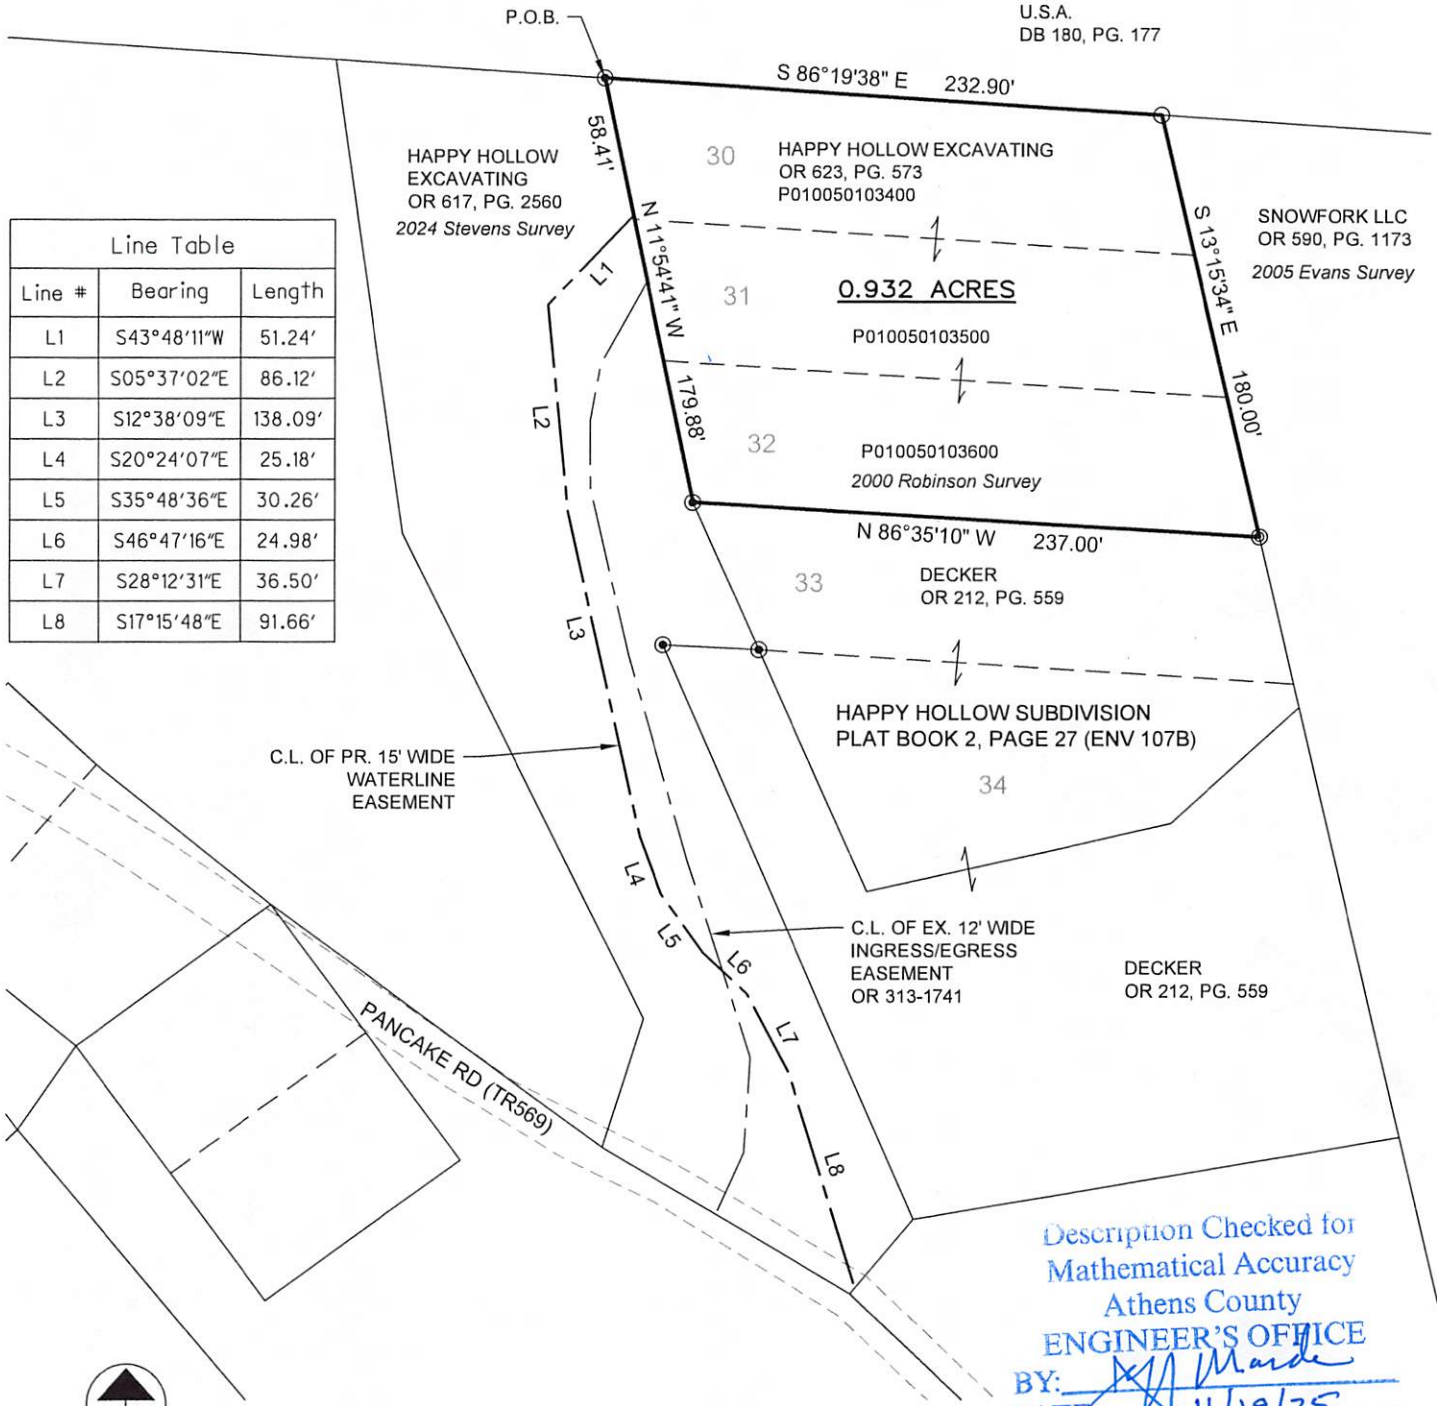 P.O.B.
U.S.A.
DB 180, PG. 177
S 86°19'38" E 232.90'
58.41'
N 11°54'41" W
179.88'
HAPPY HOLLOW
EXCAVATING
OR 617, PG. 2560
2024 Stevens Survey
30
HAPPY HOLLOW EXCAVATING
OR 623, PG. 573
P010050103400
S 13°15'34" E
180.00'
SNOWFORK LLC
OR 590, PG. 1173
2005 Evans Survey
Line Table
Line # Bearing Length
L1 S43°48'11"W 51.24'
L2 S05°37'02"E 86.12'
L3 S12°38'09"E 138.09'
L4 S20°24'07"E 25.18'
L5 S35°48'36"E 30.26'
L6 S46°47'16"E 24.98'
L7 S28°12'31"E 36.50'
L8 S17°15'48"E 91.66'
L1
31
0.932 ACRES
P010050103500
L2
32
P010050103600
2000 Robinson Survey
N 86°35'10" W 237.00'
33
DECKER
OR 212, PG. 559
L3
HAPPY HOLLOW SUBDIVISION
PLAT BOOK 2, PAGE 27 (ENV 107B)
34
C.L. OF PR. 15' WIDE
WATERLINE
EASEMENT
L4
L5
L6
C.L. OF EX. 12' WIDE
INGRESS/EGRESS
EASEMENT
OR 313-1741
DECKER
OR 212, PG. 559
L7
PANCAKE RD (TR569)
L8
Description Checked for
Mathematical Accuracy
Athens County
ENGINEER'S OFFICE
BY: